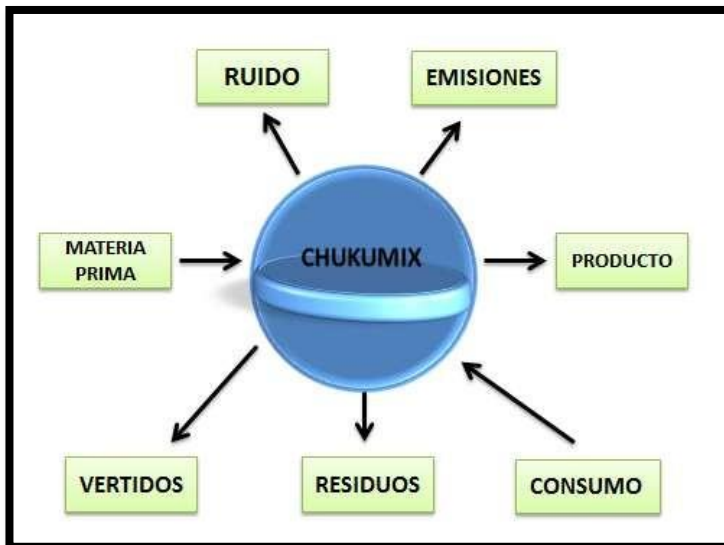 RUIDO
EMISIONES
MATERIA
PRIMA
CHUKUMIX
PRODUCTO
VERTIDOS
RESIDUOS
CONSUMO